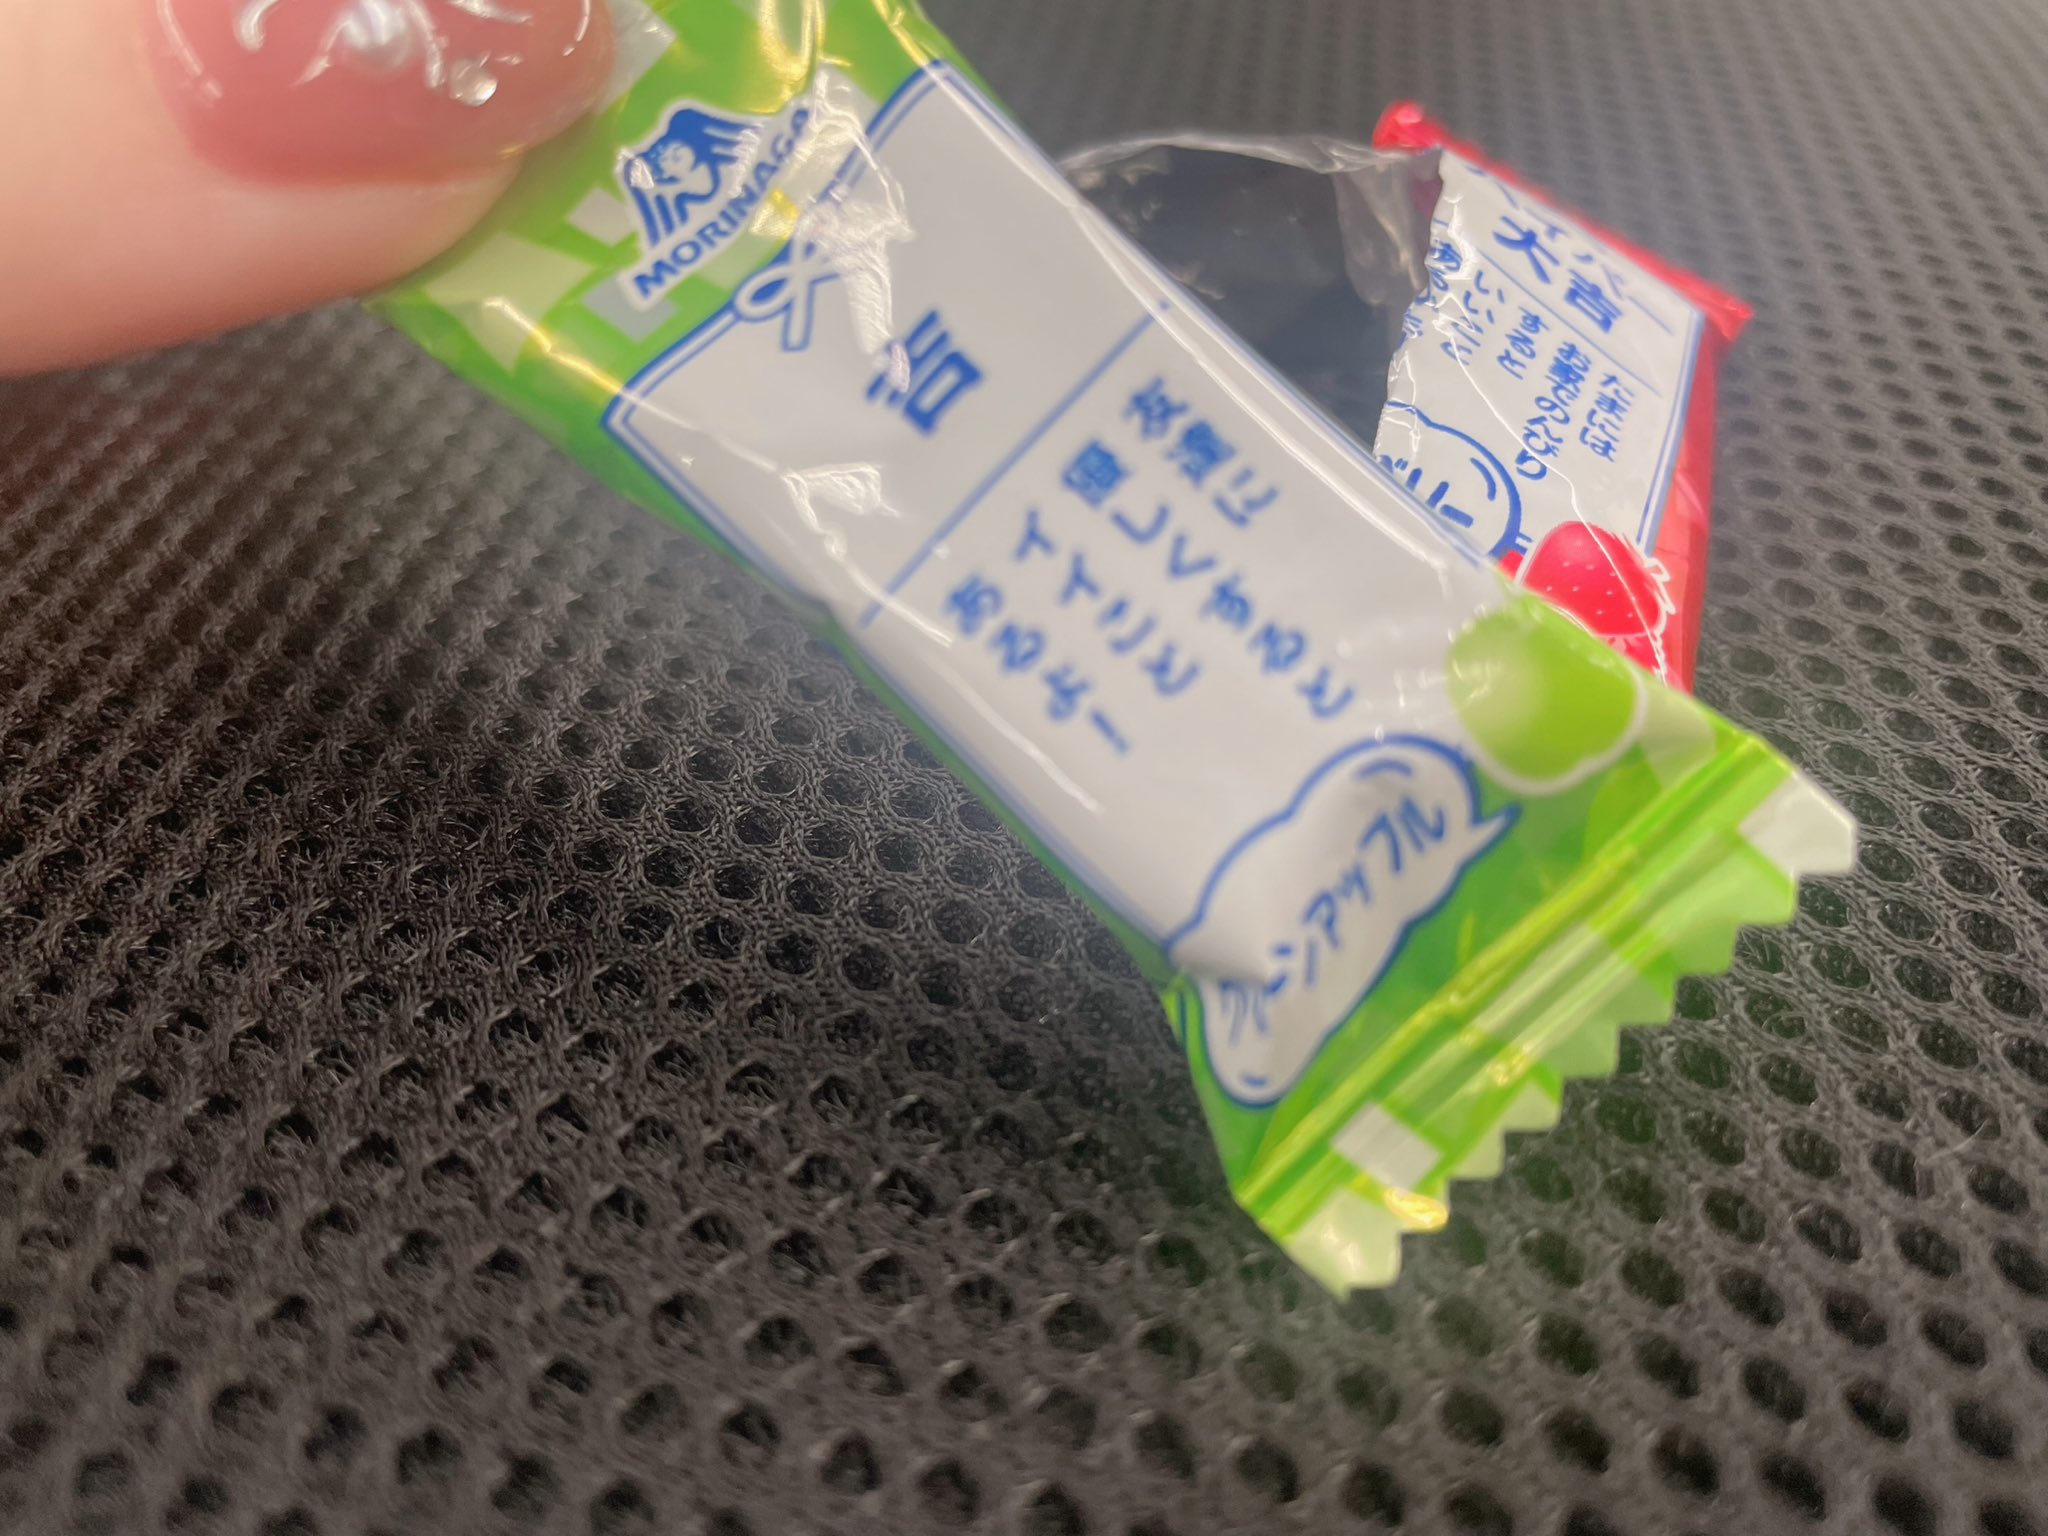 MORINAGA
吉
友達に
優しくすると
イイこと
あるよー
グリーンアップル
大吉
たまには
お家でのんびり
すると
いいこと